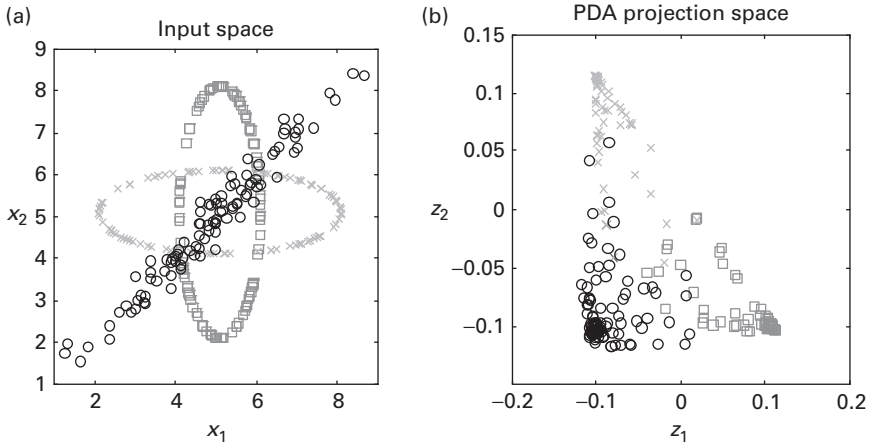 (a)
Input space
9
8
7
6
5
4
3
2
1
x2
2 4 6 8
x1
(b)
PDA projection space
0.15
0.1
0.05
0
−0.05
−0.1
z2
−0.2 −0.1 0 0.1 0.2
z1